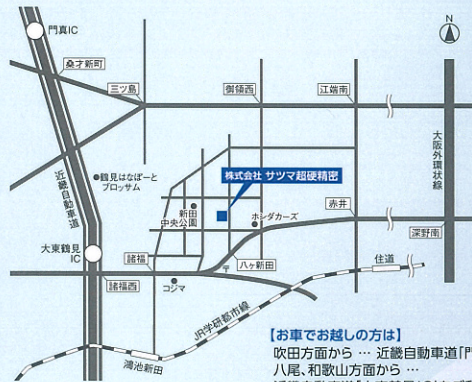 N
門真IC
桑才新町
三ツ島
御領西
江端南
大阪外環状線
近畿自動車道
鶴見はなぽーと
ブロッサム
株式会社 サツマ超硬精密
新田
中央公園
ホンダカーズ
赤井
深野南
大東鶴見
IC
諸福
八ヶ新田
住道
諸福西
コジマ
〒
JR学研都市線
鴻池新田
【お車でお越しの方は】
吹田方面から … 近畿自動車道「門
八尾、和歌山方面から …